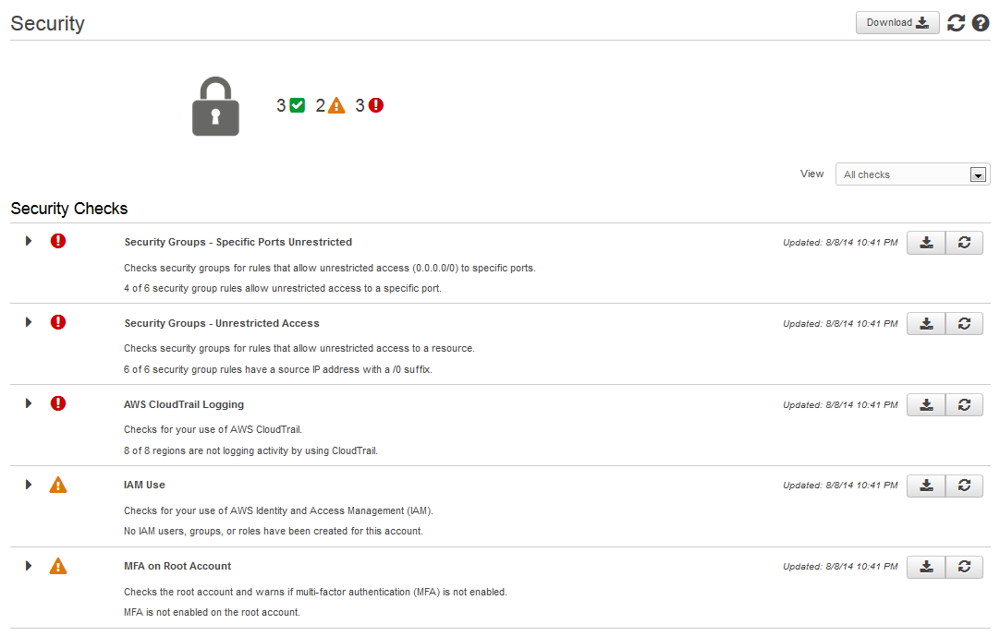 Security
Download
3 2 3
View All checks
Security Checks
Security Groups - Specific Ports Unrestricted Updated: 8/8/14 10:41 PM
Checks security groups for rules that allow unrestricted access (0.0.0.0/0) to specific ports.
4 of 6 security group rules allow unrestricted access to a specific port.
Security Groups - Unrestricted Access Updated: 8/8/14 10:41 PM
Checks security groups for rules that allow unrestricted access to a resource.
6 of 6 security group rules have a source IP address with a /0 suffix.
AWS CloudTrail Logging Updated: 8/8/14 10:41 PM
Checks for your use of AWS CloudTrail.
8 of 8 regions are not logging activity by using CloudTrail.
IAM Use Updated: 8/8/14 10:41 PM
Checks for your use of AWS Identity and Access Management (IAM).
No IAM users, groups, or roles have been created for this account.
MFA on Root Account Updated: 8/8/14 10:41 PM
Checks the root account and warns if multi-factor authentication (MFA) is not enabled.
MFA is not enabled on the root account.